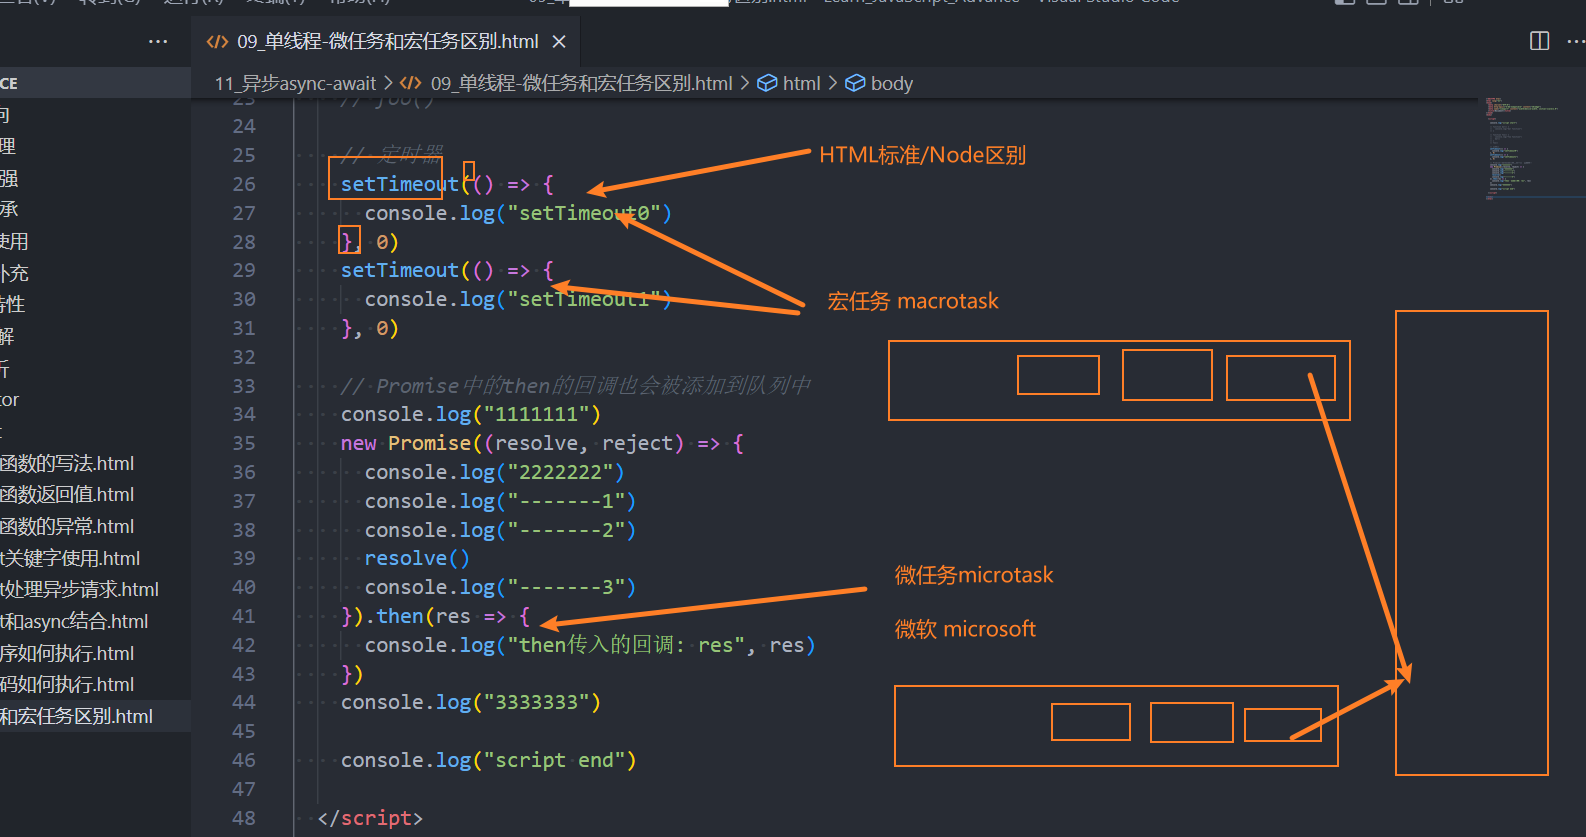 09_单线程-微任务和宏任务区别.html
11_异步async-await > 09_单线程-微任务和宏任务区别.html > html > body
24
25 // 定时器
26 setTimeout(() => {
27 console.log("setTimeout0")
28 }, 0)
29 setTimeout(() => {
30 console.log("setTimeout1")
31 }, 0)
32
33 // Promise中的then的回调也会被添加到队列中
34 console.log("1111111")
35 new Promise((resolve, reject) => {
36 console.log("2222222")
37 console.log("-------1")
38 console.log("-------2")
39 resolve()
40 console.log("-------3")
41 }).then(res => {
42 console.log("then传入的回调: res", res)
43 })
44 console.log("3333333")
45
46 console.log("script end")
47
48 </script>
HTML标准/Node区别
宏任务 macrotask
微任务microtask
微软 microsoft
CE
理
强
承
使用
补充
特性
解
析
tor
函数的写法.html
函数返回值.html
函数的异常.html
t关键字使用.html
t处理异步请求.html
t和async结合.html
序如何执行.html
码如何执行.html
和宏任务区别.html